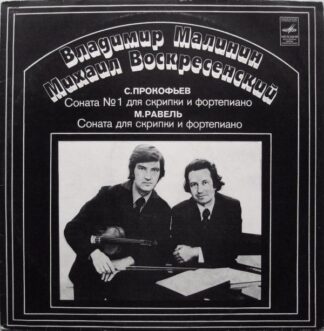 Владимир Малинин
Михаил Воскресенский
С.ПРОКОФЬЕВ
Соната №1 для скрипки и фортепиано
М.РАВЕЛЬ
Соната для скрипки и фортепиано